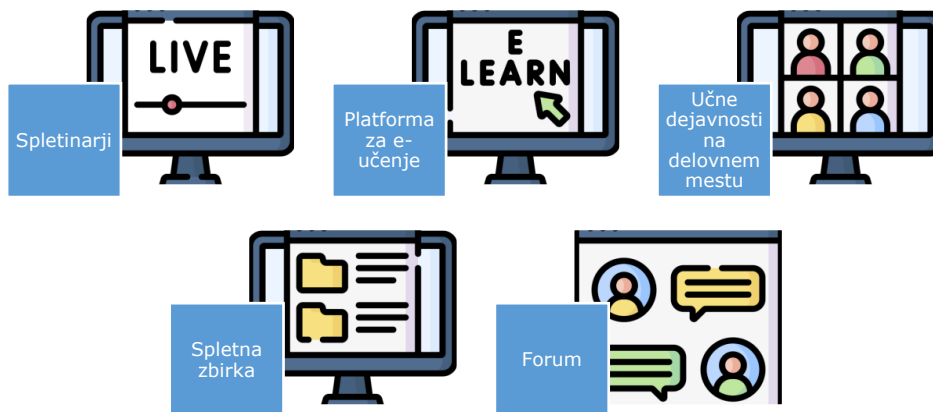 LIVE
Spletinarji
E
LEARN
Platforma
za e-
učenje
Učne
dejavnosti
na
delovnem
mestu
Spletna
zbirka
Forum